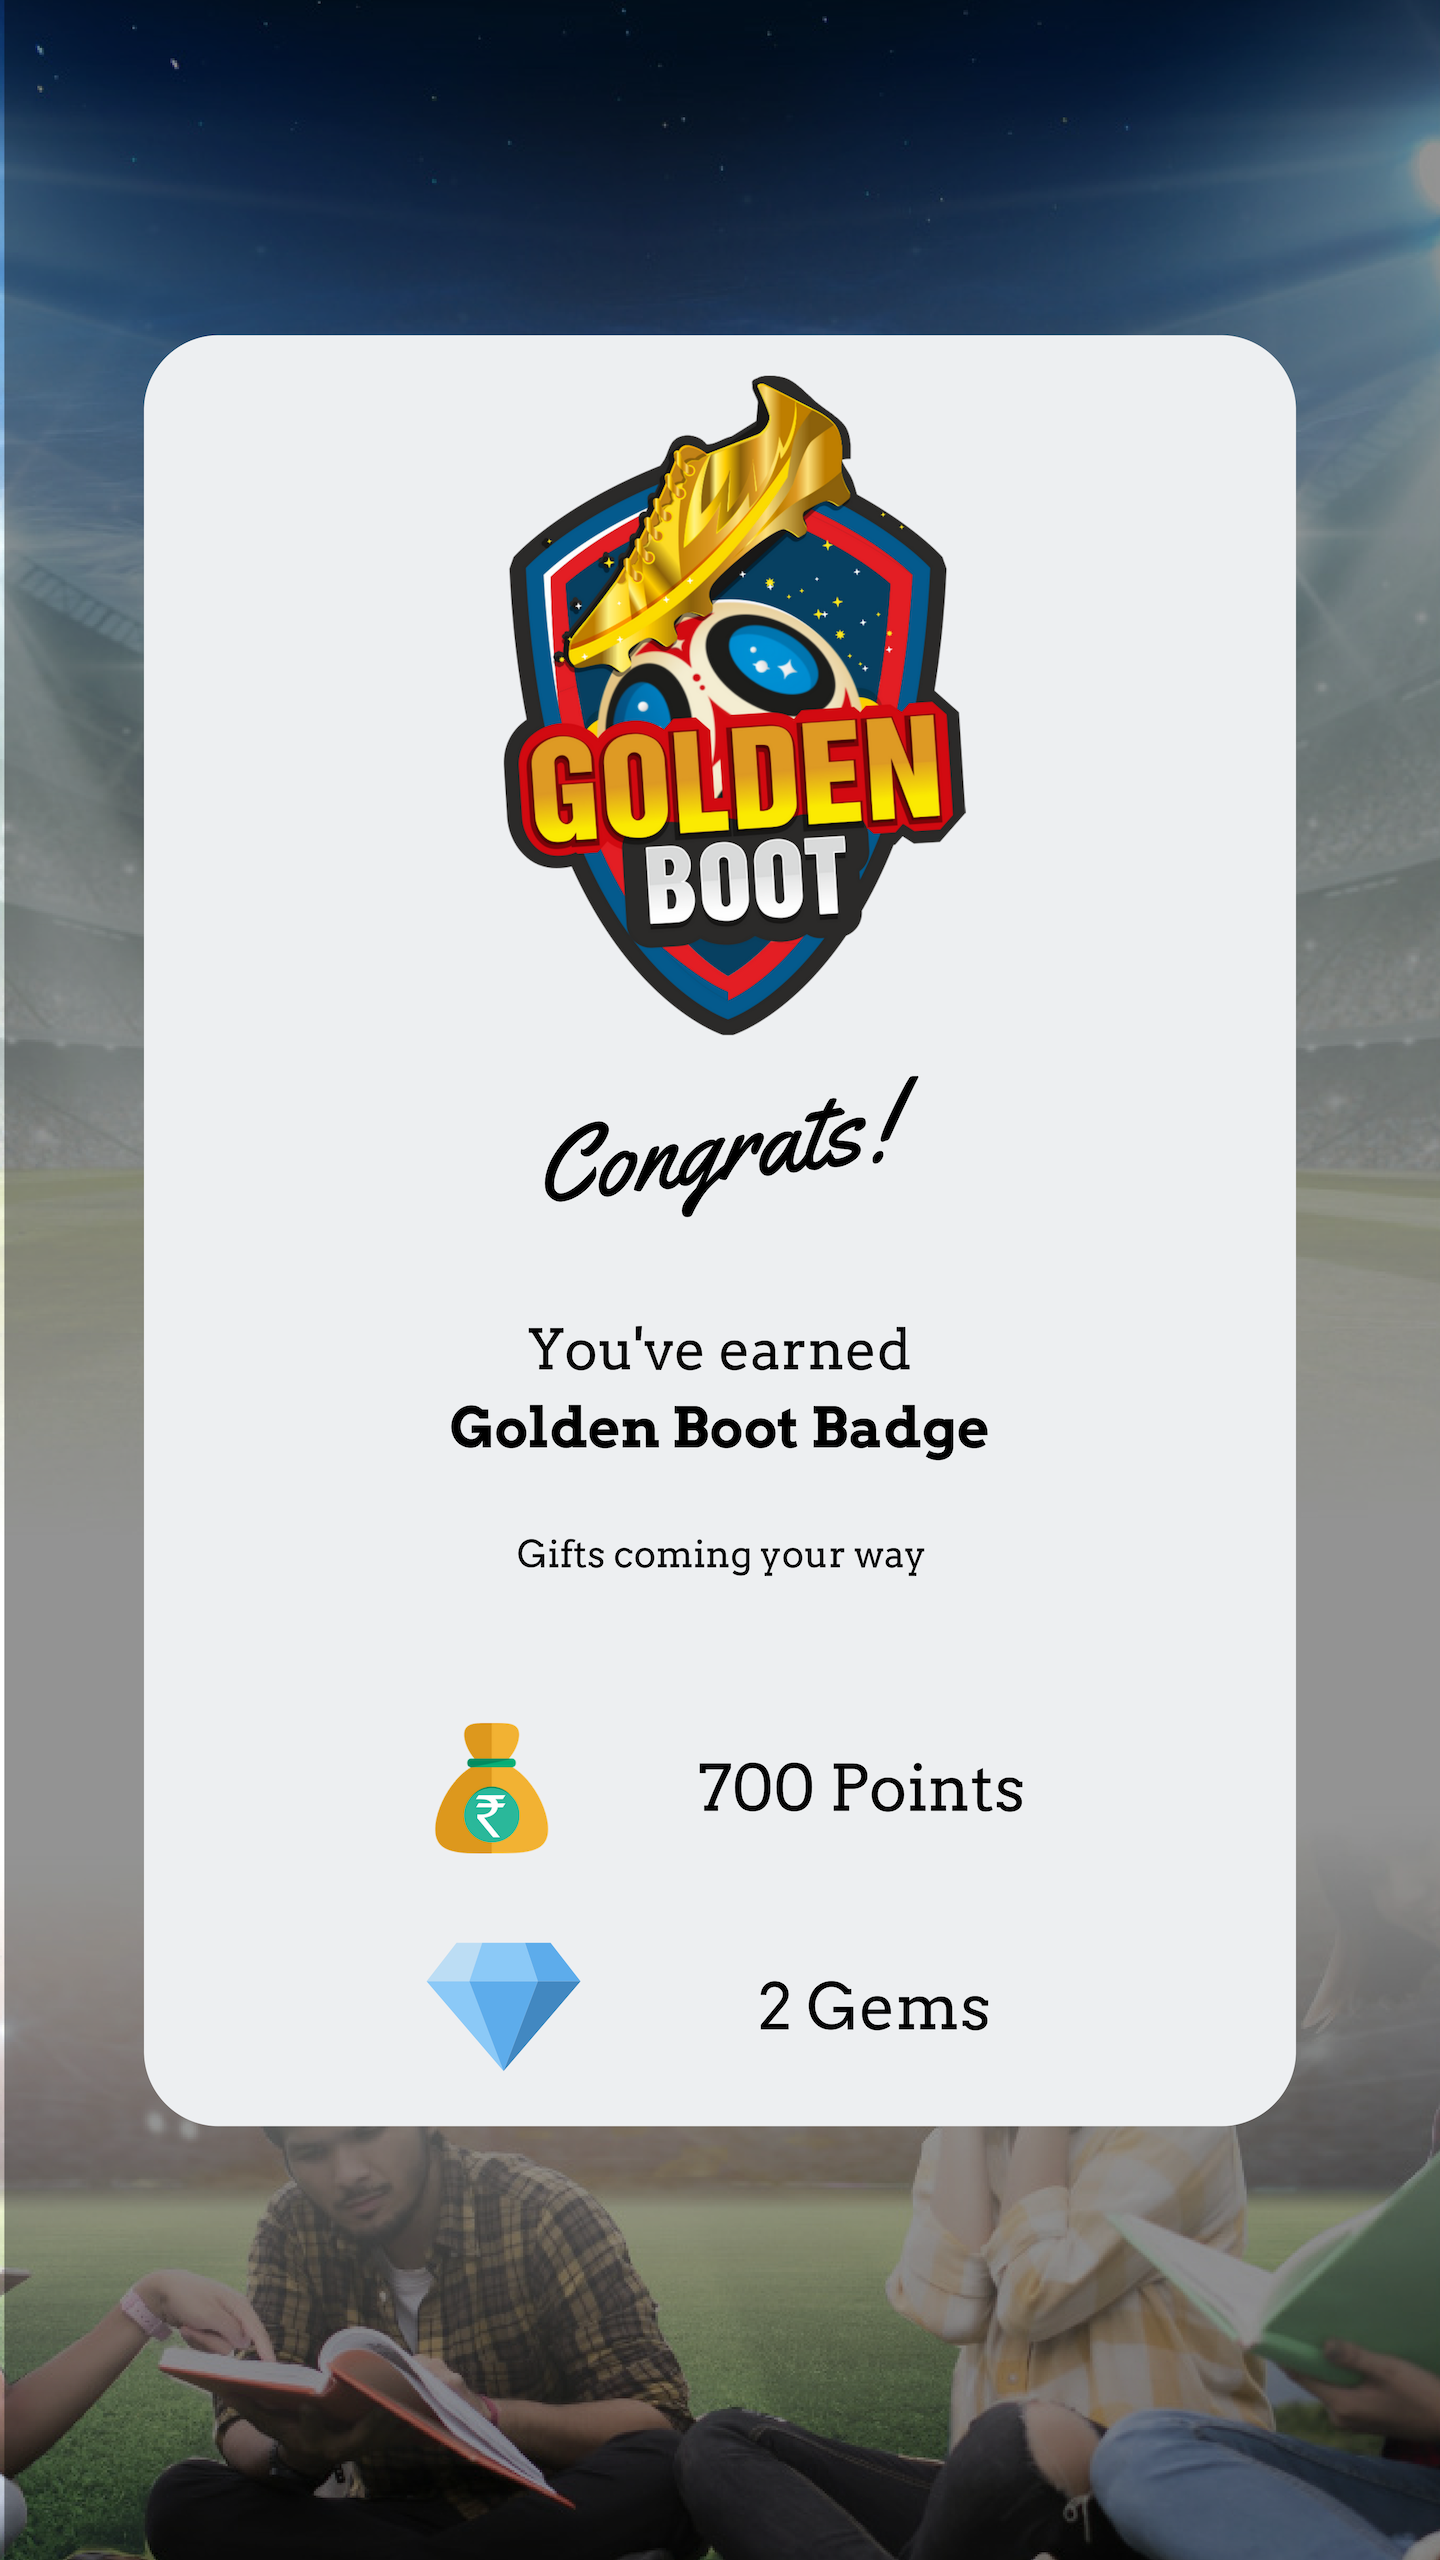 GOLDEN
BOOT
Congrats!
You've earned
Golden Boot Badge
Gifts coming your way
₹
700 Points
2 Gems